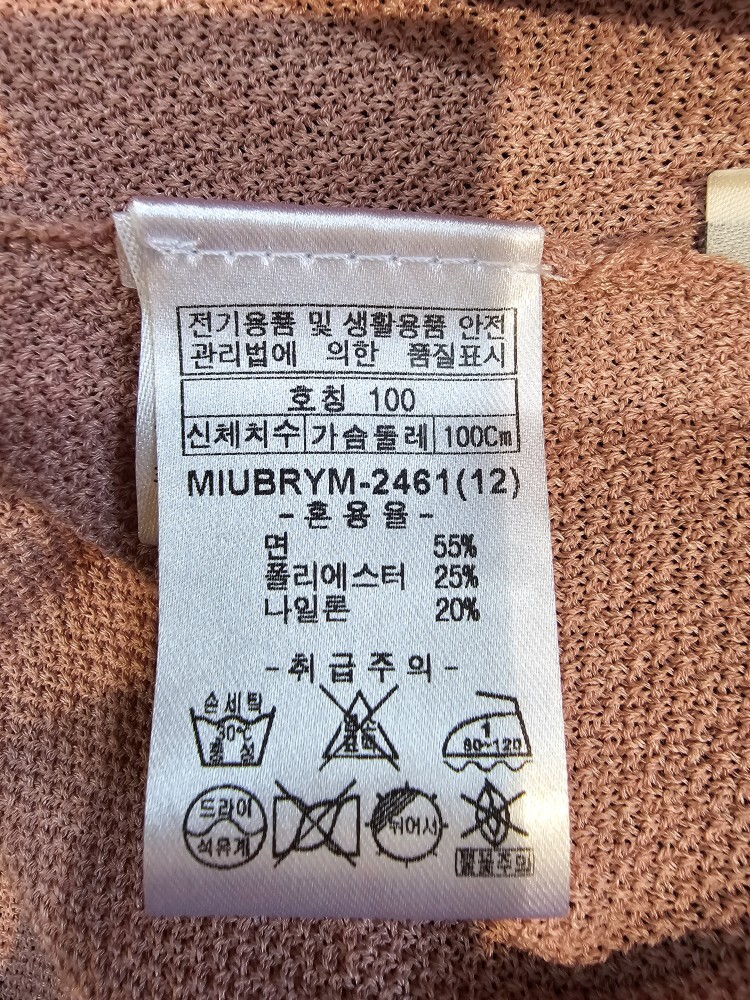 전기용품 및 생활용품 안전
관리법에 의한 품질표시
호칭 100
신체치수 가슴둘레 100Cm
MIUBRYM-2461(12)
-혼용율-
면 55%
폴리에스터 25%
나일론 20%
-취급주의-
손세탁
30℃
중성
1
80~120
드라이
석유계
뉘어서